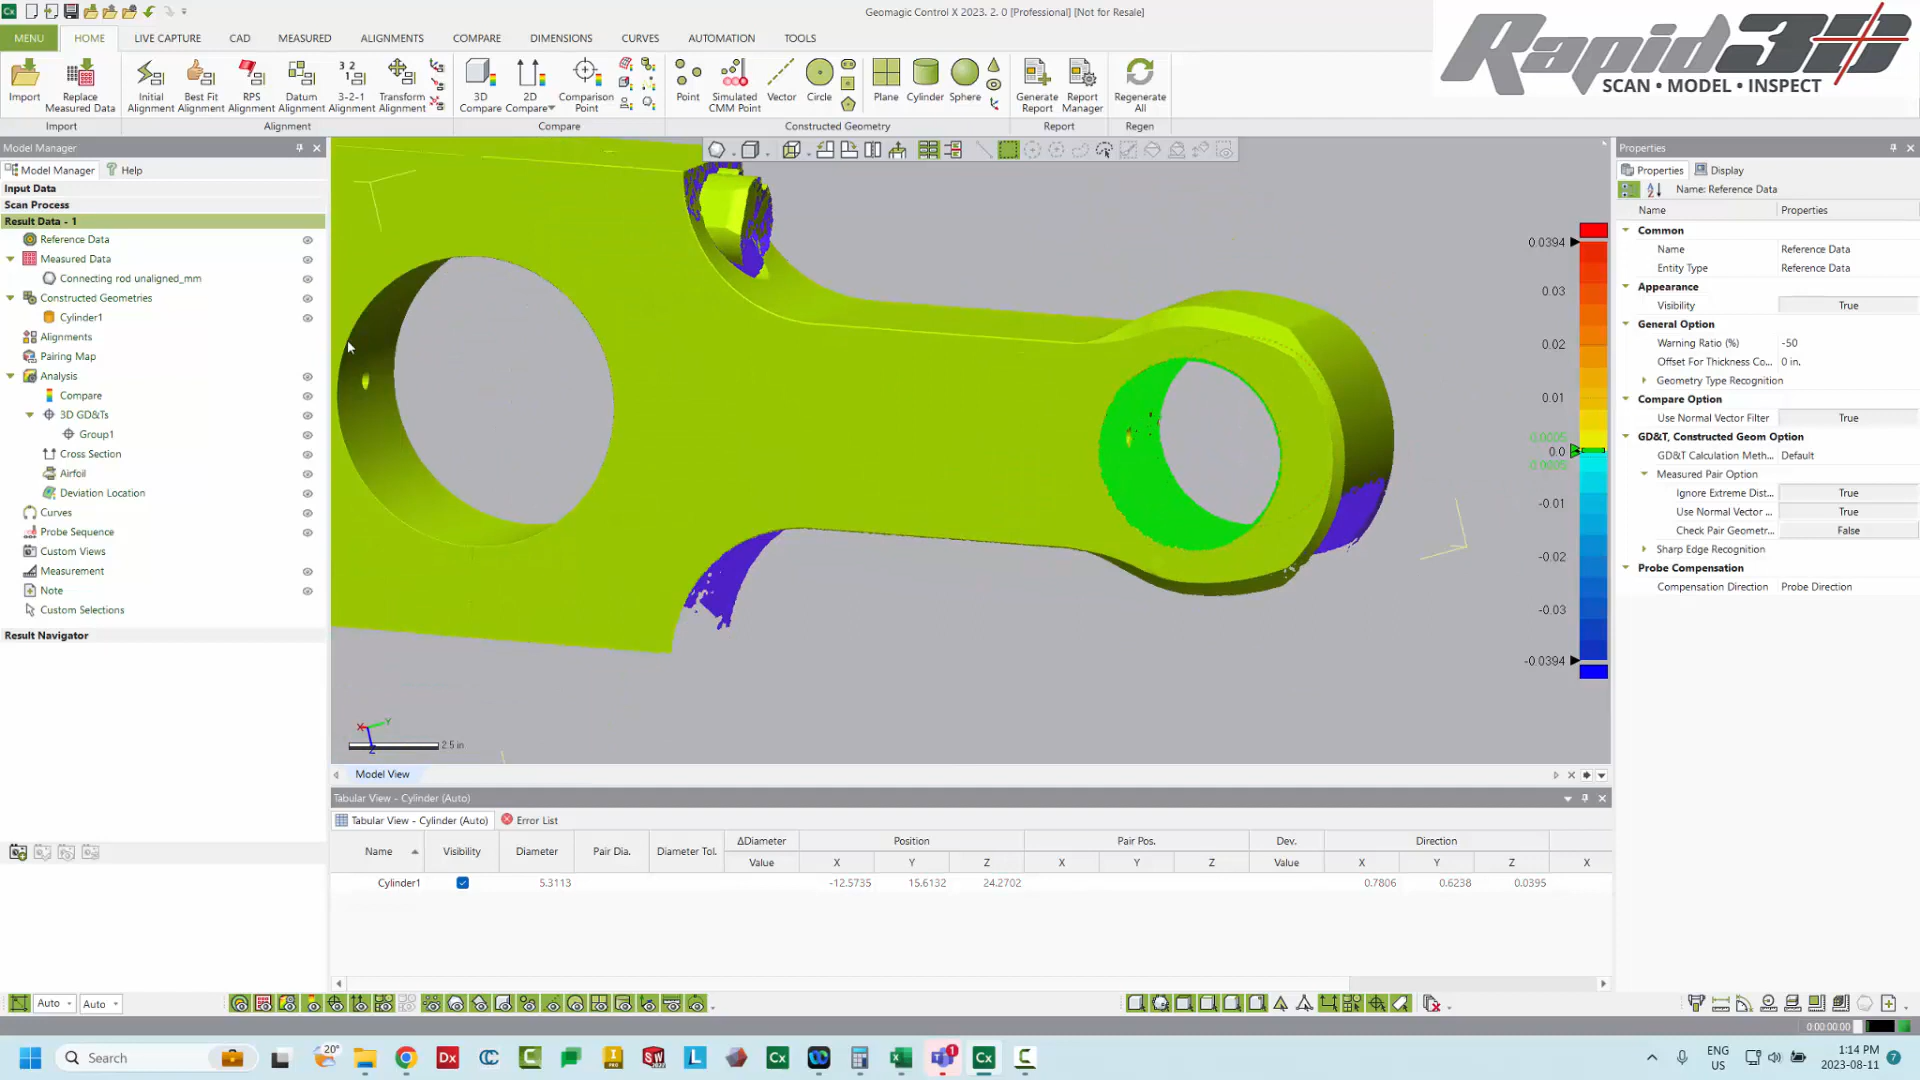 Geomagic Control X 2023. 2. 0 [Professional] [Not for Resale]
Rapid3D
SCAN • MODEL • INSPECT
MENU HOME LIVE CAPTURE CAD MEASURED ALIGNMENTS COMPARE DIMENSIONS CURVES AUTOMATION TOOLS
Import
Replace Measured Data
Initial Alignment
Best Fit Alignment
RPS Alignment
Datum Alignment
3-2-1 Alignment
Transform Alignment
3D Compare
2D Compare
Comparison Point
Point
Simulated CMM Point
Vector
Circle
Plane
Cylinder
Sphere
Generate Report
Report Manager
Regenerate All
Import Alignment Compare Constructed Geometry Report Regen
Model Manager
Model Manager Help
Input Data
Scan Process
Result Data - 1
Reference Data
Measured Data
Connecting rod unaligned_mm
Constructed Geometries
Cylinder1
Alignments
Pairing Map
Analysis
Compare
3D GD&Ts
Group1
Cross Section
Airfoil
Deviation Location
Curves
Probe Sequence
Custom Views
Measurement
Note
Custom Selections
Result Navigator
0.0394
0.03
0.02
0.01
0.0005
0.0
0.0005
-0.01
-0.02
-0.03
-0.0394
X Y Z
2.5 in
Properties
Properties Display
Name: Reference Data
Name Properties
Common
Name Reference Data
Entity Type Reference Data
Appearance
Visibility True
General Option
Warning Ratio (%) -50
Offset For Thickness Co... 0 in.
Geometry Type Recognition
Compare Option
Use Normal Vector Filter True
GD&T, Constructed Geom Option
GD&T Calculation Meth... Default
Measured Pair Option
Ignore Extreme Dist... True
Use Normal Vector ... True
Check Pair Geometr... False
Sharp Edge Recognition
Probe Compensation
Compensation Direction Probe Direction
Model View
Tabular View - Cylinder (Auto)
Tabular View - Cylinder (Auto) Error List
Name Visibility Diameter Pair Dia. Diameter Tol. ΔDiameter Position Pair Pos. Dev. Direction
Value X Y Z X Y Z Value X Y Z X
Cylinder1 5.3113 -12.5735 15.6132 24.2702 0.7806 0.6238 0.0395
Auto Auto
0:00:00:00
20°
Search
ENG
US
1:14 PM
2023-08-11
7